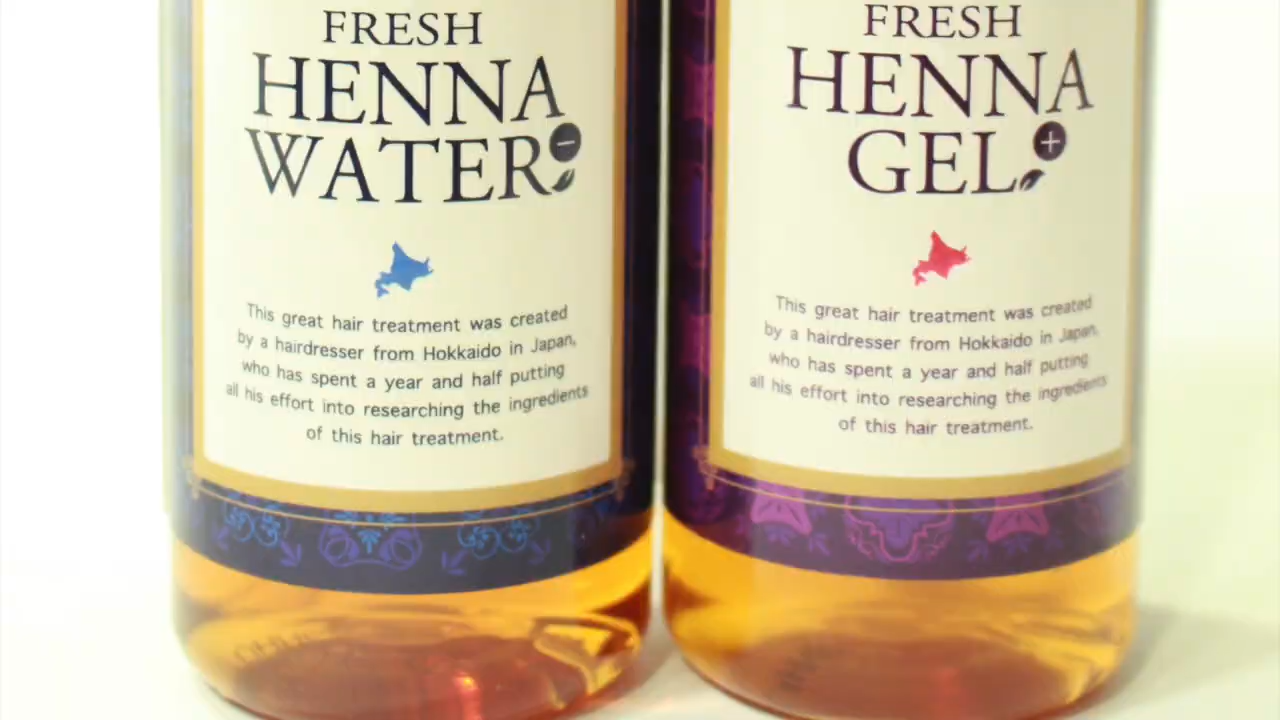 FRESH
HENNA
WATER
This great hair treatment was created
by a hairdresser from Hokkaido in Japan,
who has spent a year and half putting
all his effort into researching the ingredients
of this hair treatment.
FRESH
HENNA
GEL
This great hair treatment was created
by a hairdresser from Hokkaido in Japan,
who has spent a year and half putting
all his effort into researching the ingredients
of this hair treatment.